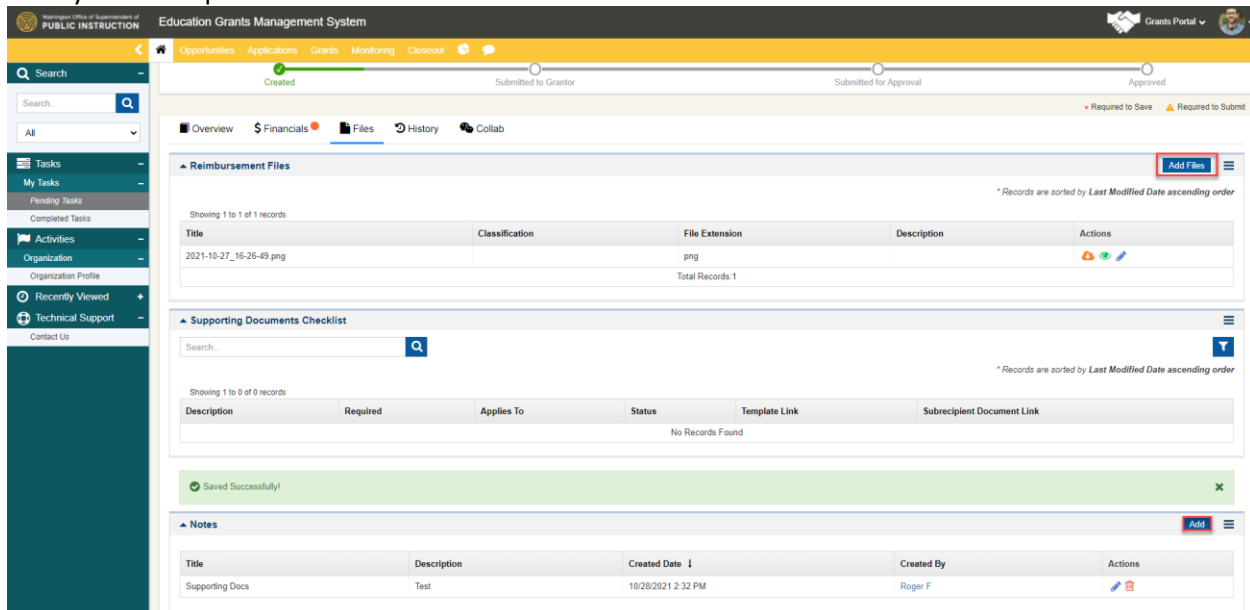 Washington Office of Superintendent of
PUBLIC INSTRUCTION
Education Grants Management System
Grants Portal
Opportunities Applications Grants Monitoring Closeout
Search
Search...
All
Tasks
My Tasks
Pending Tasks
Completed Tasks
Activities
Organization
Organization Profile
Recently Viewed
Technical Support
Contact Us
Created
Submitted to Grantor
Submitted for Approval
Approved
Required to Save
Required to Submit
Overview $ Financials Files History Collab
Reimbursement Files
Add Files
* Records are sorted by Last Modified Date ascending order
Showing 1 to 1 of 1 records
Title Classification File Extension Description Actions
2021-10-27_16-26-49.png png
Total Records:1
Supporting Documents Checklist
Search...
* Records are sorted by Last Modified Date ascending order
Showing 1 to 0 of 0 records
Description Required Applies To Status Template Link Subrecipient Document Link
No Records Found
Saved Successfully!
Notes
Add
Title Description Created Date Created By Actions
Supporting Docs Test 10/28/2021 2:32 PM Roger F